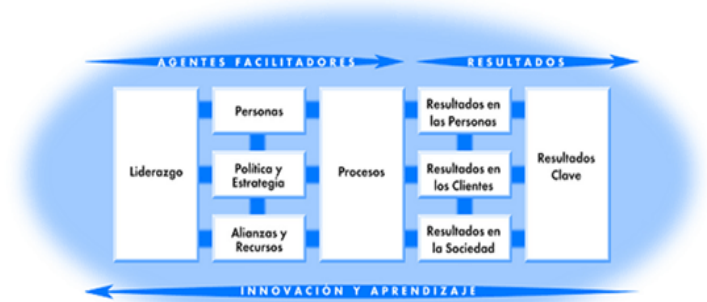 AGENTES FACILITADORES
RESULTADOS
Liderazgo
Personas
Política y
Estrategia
Alianzas y
Recursos
Procesos
Resultados en
las Personas
Resultados en
los Clientes
Resultados en
la Sociedad
Resultados
Clave
INNOVACIÓN Y APRENDIZAJE